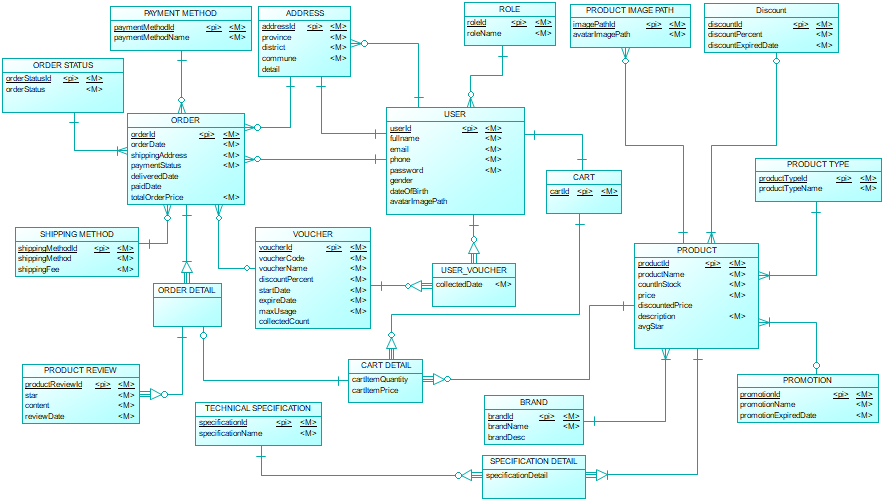 PAYMENT METHOD
paymentMethodId <pi> <M>
paymentMethodName <M>
ADDRESS
addressId <pi> <M>
province <M>
district <M>
commune <M>
detail
ROLE
roleId <pi> <M>
roleName <M>
PRODUCT IMAGE PATH
imagePathId <pi> <M>
avatarImagePath <M>
Discount
discountId <pi> <M>
discountPercent <M>
discountExpiredDate <M>
ORDER STATUS
orderStatusId <pi> <M>
orderStatus <M>
ORDER
orderId <pi> <M>
orderDate <M>
shippingAddress <M>
paymentStatus <M>
deliveredDate
paidDate
totalOrderPrice <M>
USER
userId <pi> <M>
fullname <M>
email <M>
phone <M>
password <M>
gender
dateOfBirth
avatarImagePath
CART
cartId <pi> <M>
PRODUCT TYPE
productTypeId <pi> <M>
productTypeName <M>
SHIPPING METHOD
shippingMethodId <pi> <M>
shippingMethod <M>
shippingFee <M>
VOUCHER
voucherId <pi> <M>
voucherCode <M>
voucherName <M>
discountPercent <M>
startDate <M>
expireDate <M>
maxUsage <M>
collectedCount
USER_VOUCHER
collectedDate <M>
PRODUCT
productId <pi> <M>
productName <M>
countInStock <M>
price <M>
discountedPrice
description <M>
avgStar
ORDER DETAIL
PRODUCT REVIEW
productReviewId <pi> <M>
star <M>
content <M>
reviewDate <M>
CART DETAIL
cartItemQuantity
cartItemPrice
PROMOTION
promotionId <pi> <M>
promotionName <M>
promotionExpiredDate <M>
TECHNICAL SPECIFICATION
specificationId <pi> <M>
specificationName <M>
BRAND
brandId <pi> <M>
brandName <M>
brandDesc
SPECIFICATION DETAIL
specificationDetail